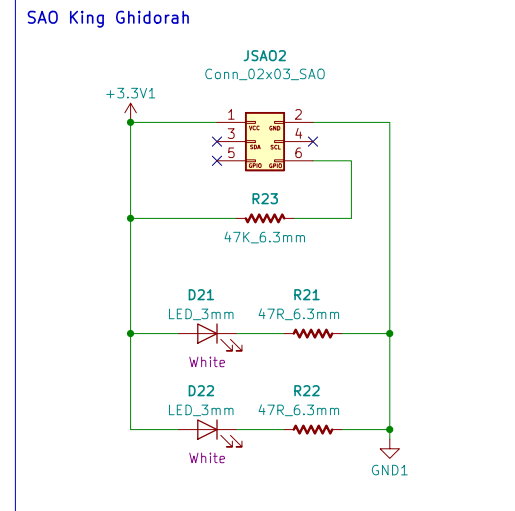 SAO King Ghidorah
JSAO2
Conn_02x03_SAO
+3.3V1
1 VCC GND 2
3 SDA SCL 4
5 GPIO GPIO 6
R23
47K_6.3mm
D21 R21
LED_3mm 47R_6.3mm
White
D22 R22
LED_3mm 47R_6.3mm
White
GND1